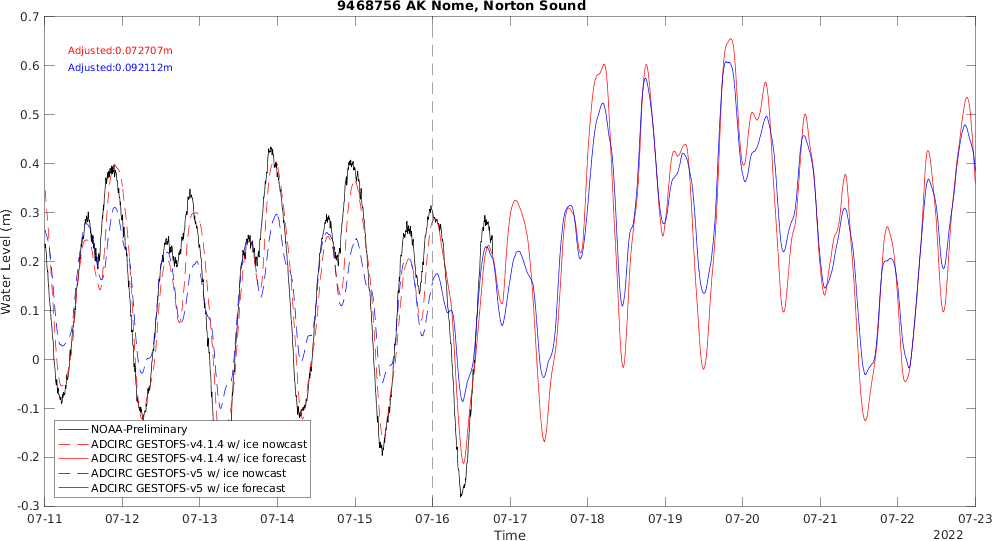 9468756 AK Nome, Norton Sound
0.7
0.6
0.5
0.4
0.3
0.2
0.1
0
-0.1
-0.2
-0.3
Water Level (m)
Adjusted:0.072707m
Adjusted:0.092112m
NOAA-Preliminary
ADCIRC GESTOFS-v4.1.4 w/ ice nowcast
ADCIRC GESTOFS-v4.1.4 w/ ice forecast
ADCIRC GESTOFS-v5 w/ ice nowcast
ADCIRC GESTOFS-v5 w/ ice forecast
07-11 07-12 07-13 07-14 07-15 07-16 07-17 07-18 07-19 07-20 07-21 07-22 07-23
Time
2022